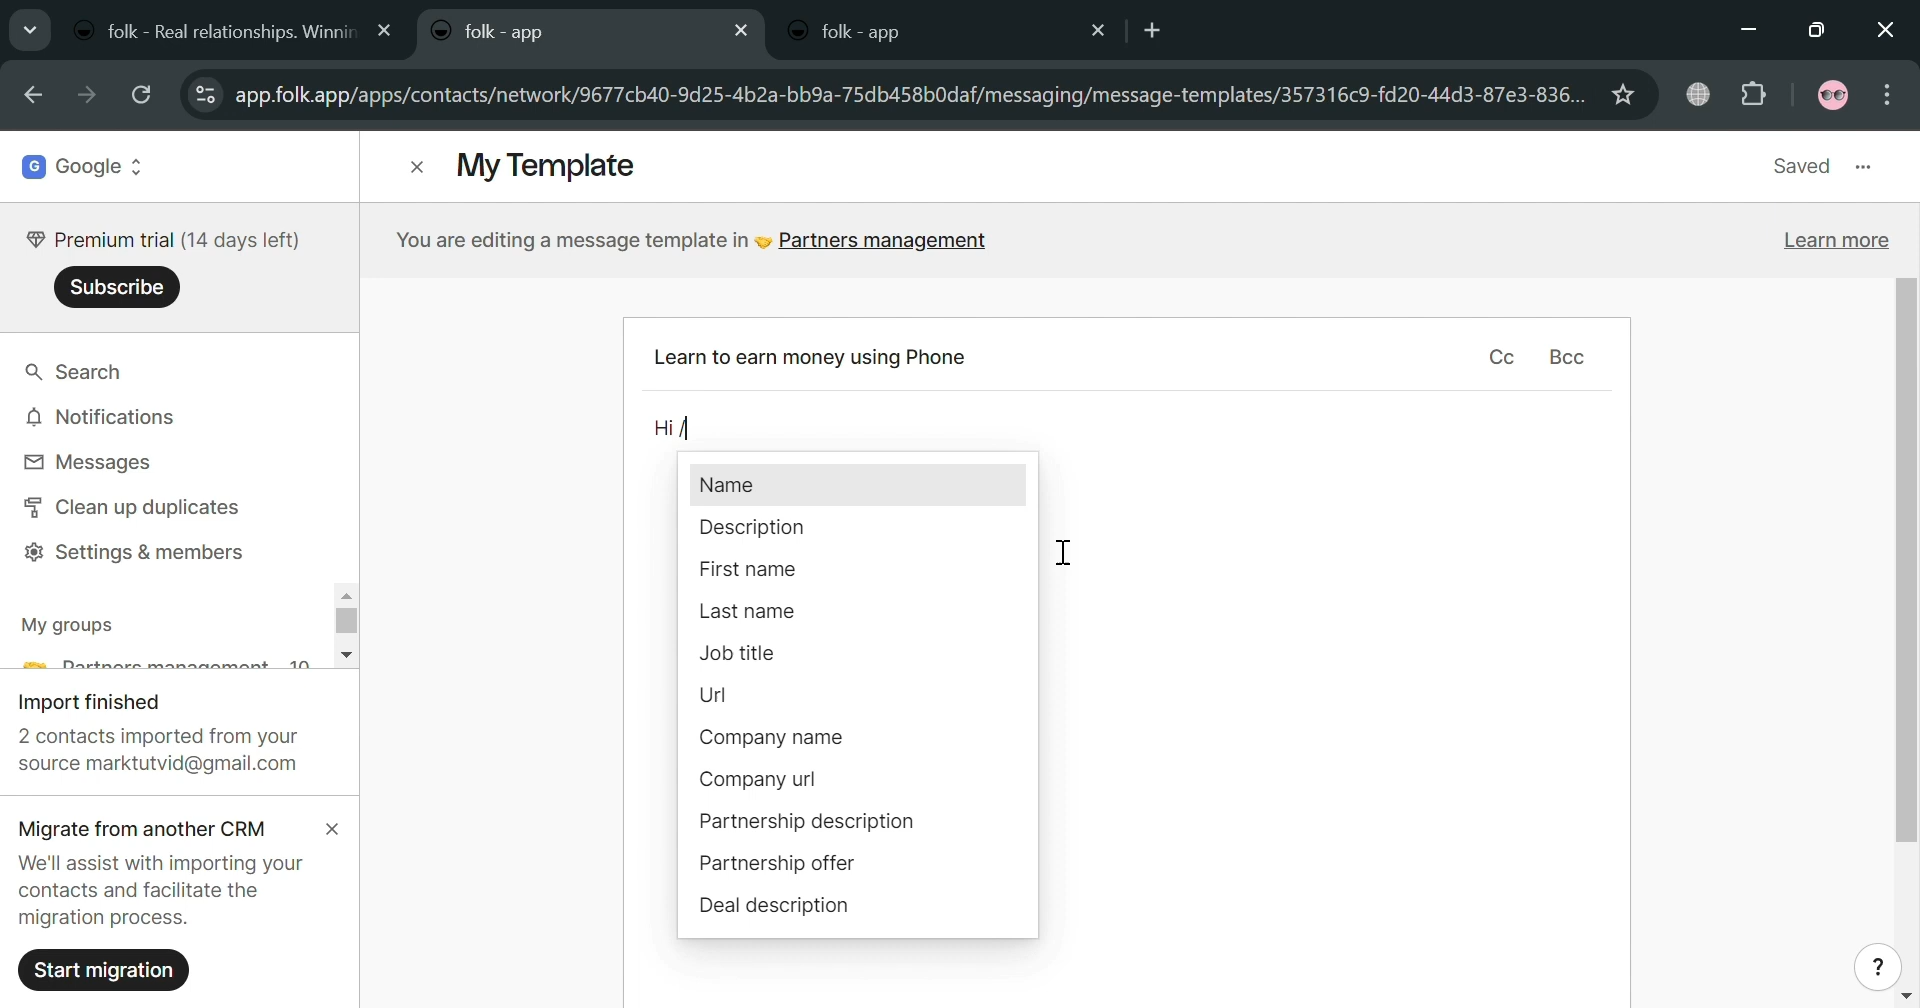 folk - Real relationships. Winnin
folk - app
folk - app
app.folk.app/apps/contacts/network/9677cb40-9d25-4b2a-bb9a-75db458b0daf/messaging/message-templates/357316c9-fd20-44d3-87e3-836...
G Google
My Template
Saved
Premium trial (14 days left)
Subscribe
You are editing a message template in Partners management
Learn more
Search
Notifications
Messages
Clean up duplicates
Settings & members
My groups
Partners management 10
Import finished
2 contacts imported from your
source marktutvid@gmail.com
Migrate from another CRM
We'll assist with importing your
contacts and facilitate the
migration process.
Start migration
Learn to earn money using Phone
Cc Bcc
Hi /
Name
Description
First name
Last name
Job title
Url
Company name
Company url
Partnership description
Partnership offer
Deal description
?